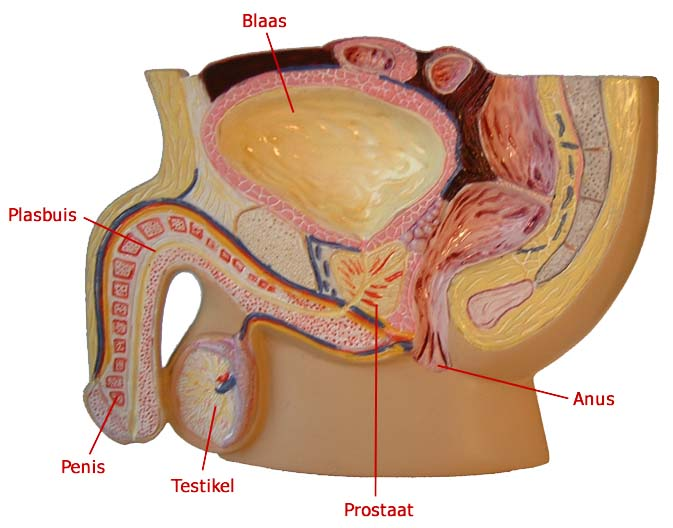 Blaas
Plasbuis
Anus
Penis
Testikel
Prostaat